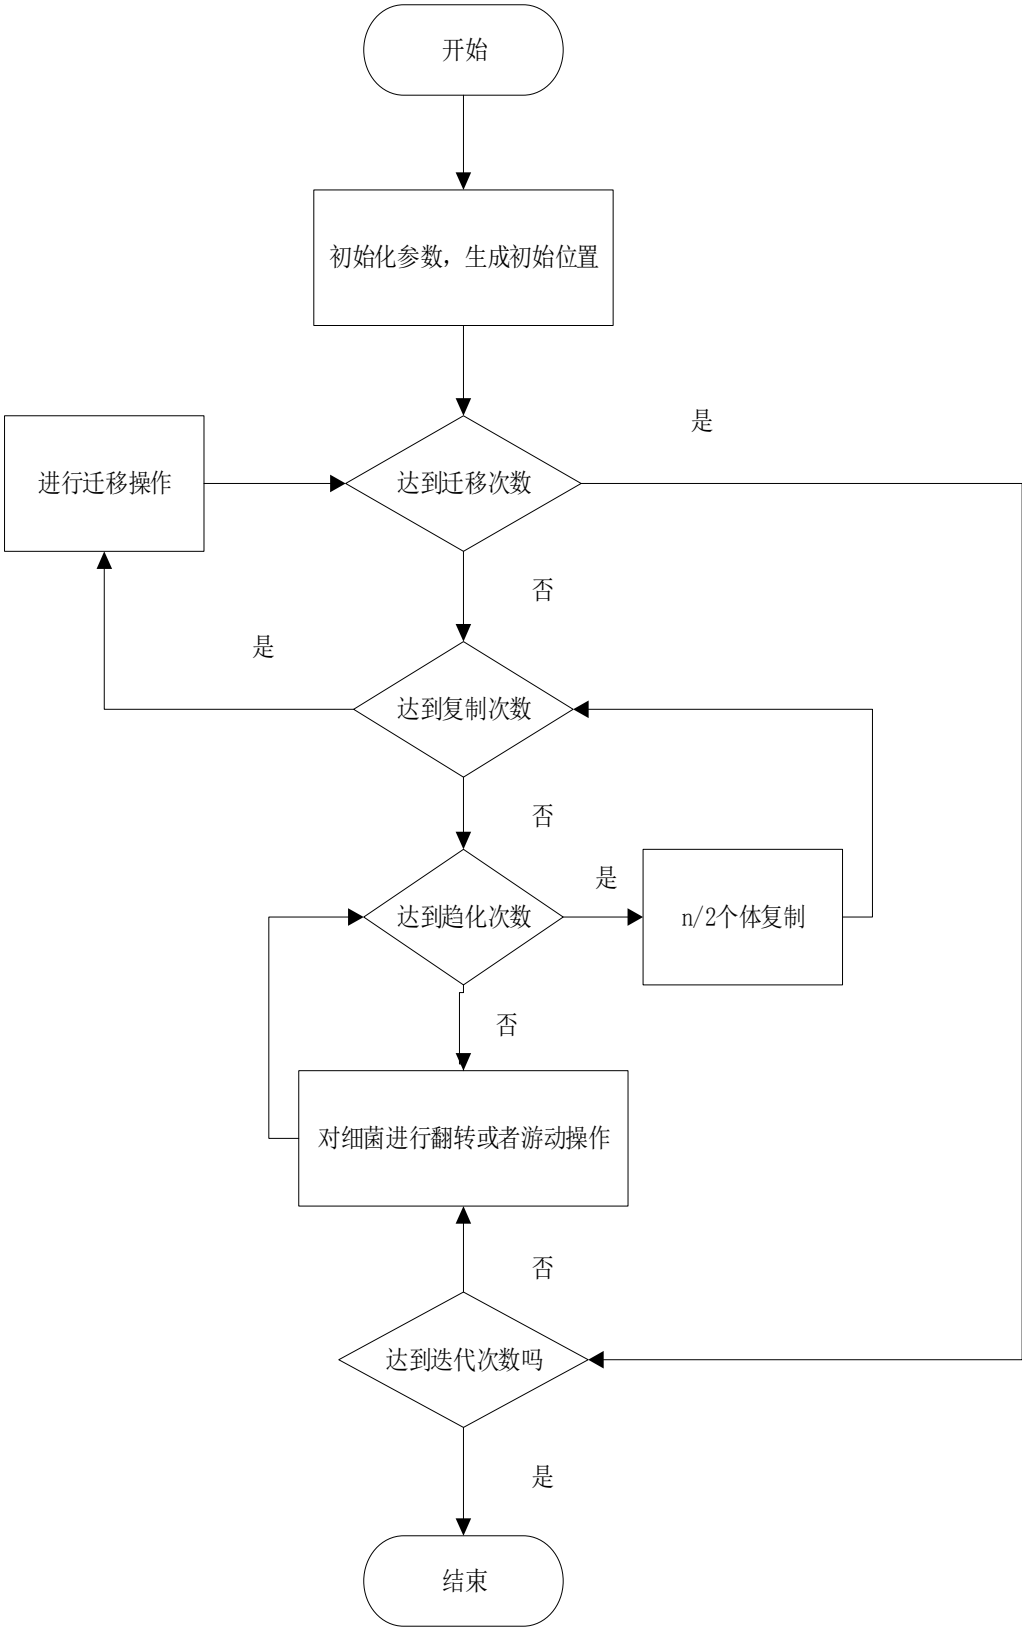 开始
初始化参数，生成初始位置
是
进行迁移操作
达到迁移次数
否
是
达到复制次数
否
是
达到趋化次数
n/2个体复制
否
对细菌进行翻转或者游动操作
否
达到迭代次数吗
是
结束